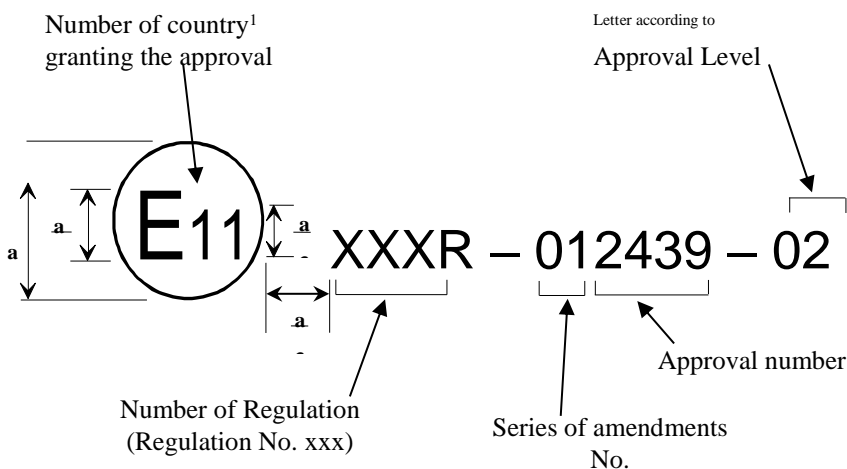 Number of country1
granting the approval
Letter according to
Approval Level
E11
a
a
a
XXXR – 012439 – 02
a
Approval number
Number of Regulation
(Regulation No. xxx)
Series of amendments
No.